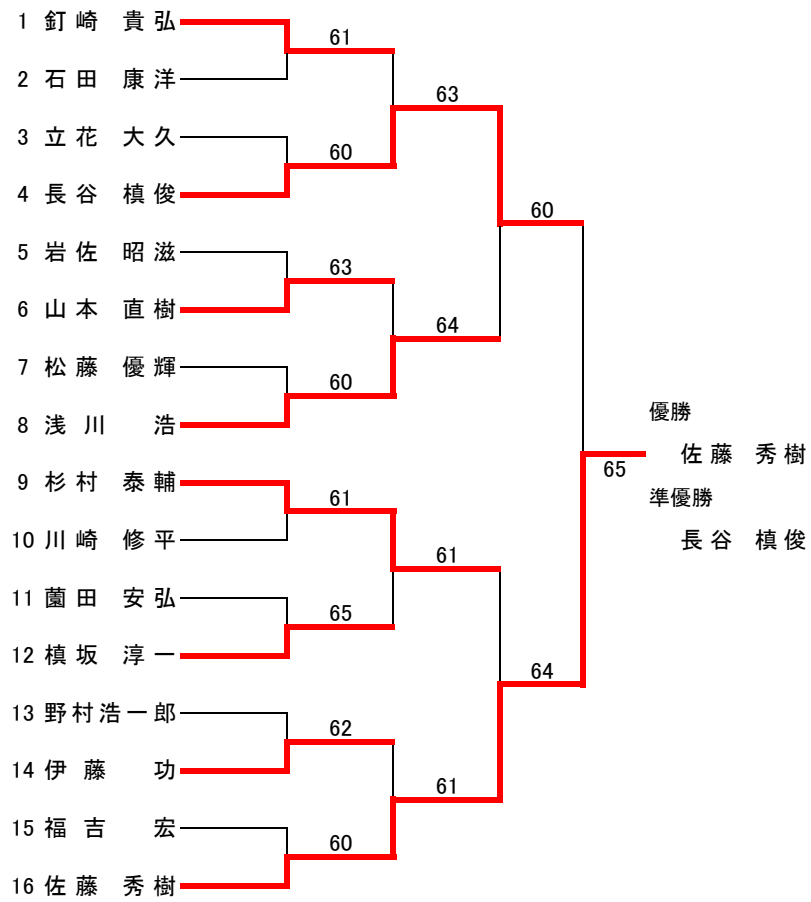 1 釘崎 貴弘
61
2 石田 康洋
63
3 立花 大久
60
4 長谷 槙俊
60
5 岩佐 昭滋
63
6 山本 直樹
64
7 松藤 優輝
60
8 浅川 浩
優勝
佐藤 秀樹
65
9 杉村 泰輔
61
準優勝
10 川崎 修平
長谷 槙俊
61
11 薗田 安弘
65
12 槙坂 淳一
64
13 野村浩一郎
62
14 伊藤 功
61
15 福吉 宏
60
16 佐藤 秀樹